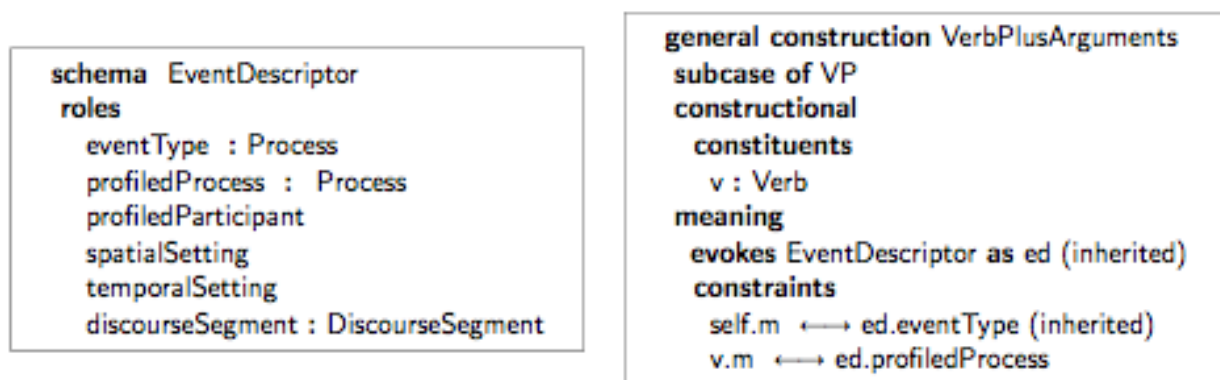 schema EventDescriptor
roles
eventType : Process
profiledProcess : Process
profiledParticipant
spatialSetting
temporalSetting
discourseSegment : DiscourseSegment
general construction VerbPlusArguments
subcase of VP
constructional
constituents
v : Verb
meaning
evokes EventDescriptor as ed (inherited)
constraints
self.m ⟷ ed.eventType (inherited)
v.m ⟷ ed.profiledProcess